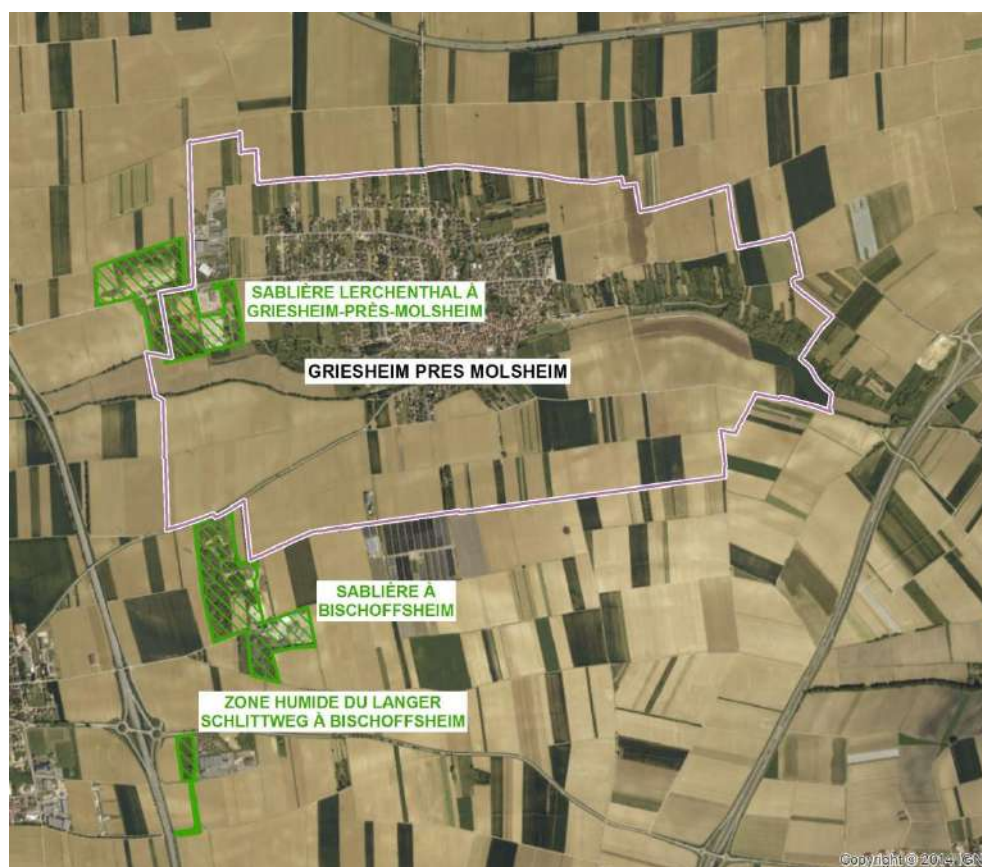 SABLIÈRE LERCHENTHAL À
GRIESHEIM-PRÈS-MOLSHEIM
GRIESHEIM PRES MOLSHEIM
SABLIÈRE À
BISCHOFFSHEIM
ZONE HUMIDE DU LANGER
SCHLITTWEG À BISCHOFFSHEIM
Copyright © 2014 IGN